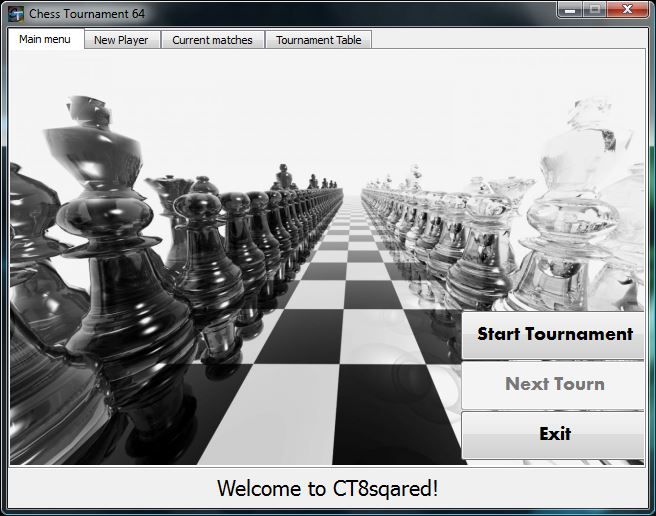 Chess Tournament 64
Main menu New Player Current matches Tournament Table
Start Tournament
Next Tourn
Exit
Welcome to CT8sqared!